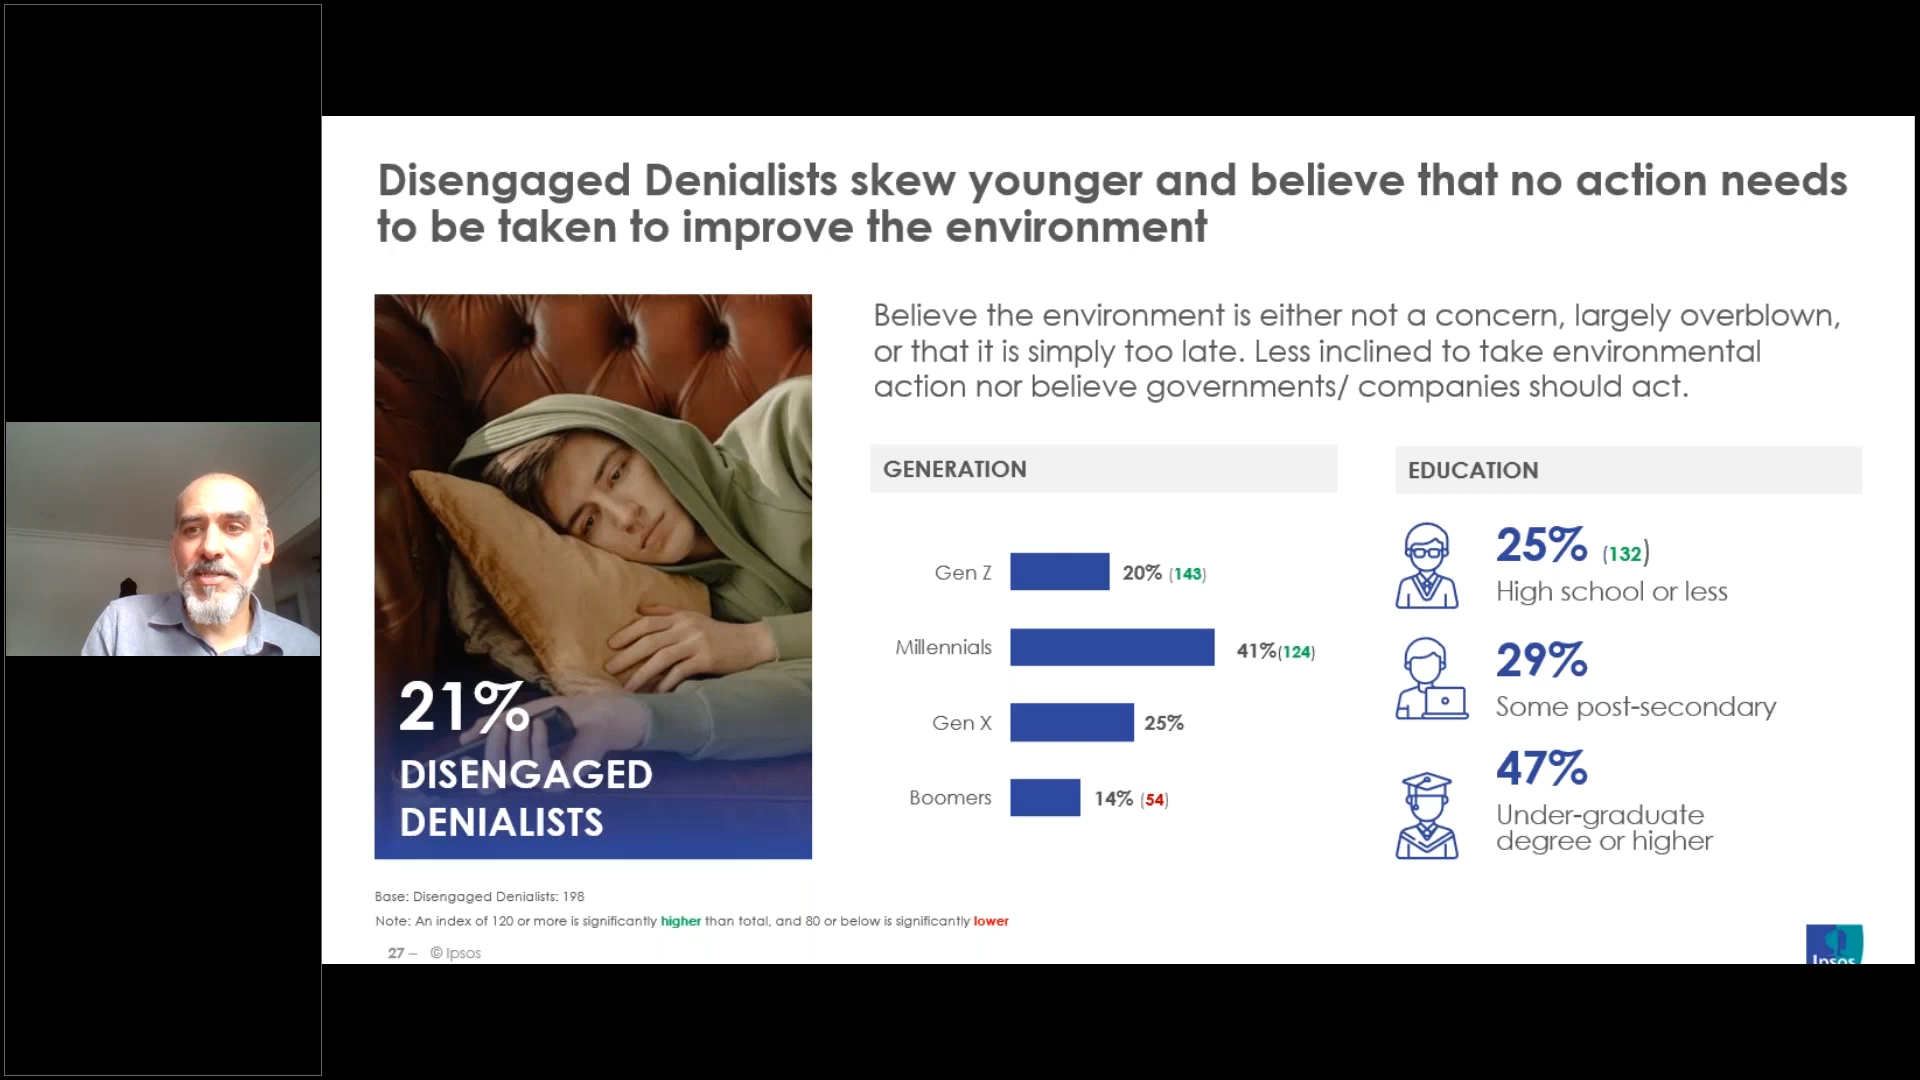 Disengaged Denialists skew younger and believe that no action needs
to be taken to improve the environment
Believe the environment is either not a concern, largely overblown,
or that it is simply too late. Less inclined to take environmental
action nor believe governments/ companies should act.
21%
DISENGAGED
DENIALISTS
GENERATION
Gen Z 20% (143)
Millennials 41%(124)
Gen X 25%
Boomers 14% (54)
EDUCATION
25% (132)
High school or less
29%
Some post-secondary
47%
Under-graduate
degree or higher
Base: Disengaged Denialists: 198
Note: An index of 120 or more is significantly higher than total, and 80 or below is significantly lower
27 – © Ipsos
Ipsos